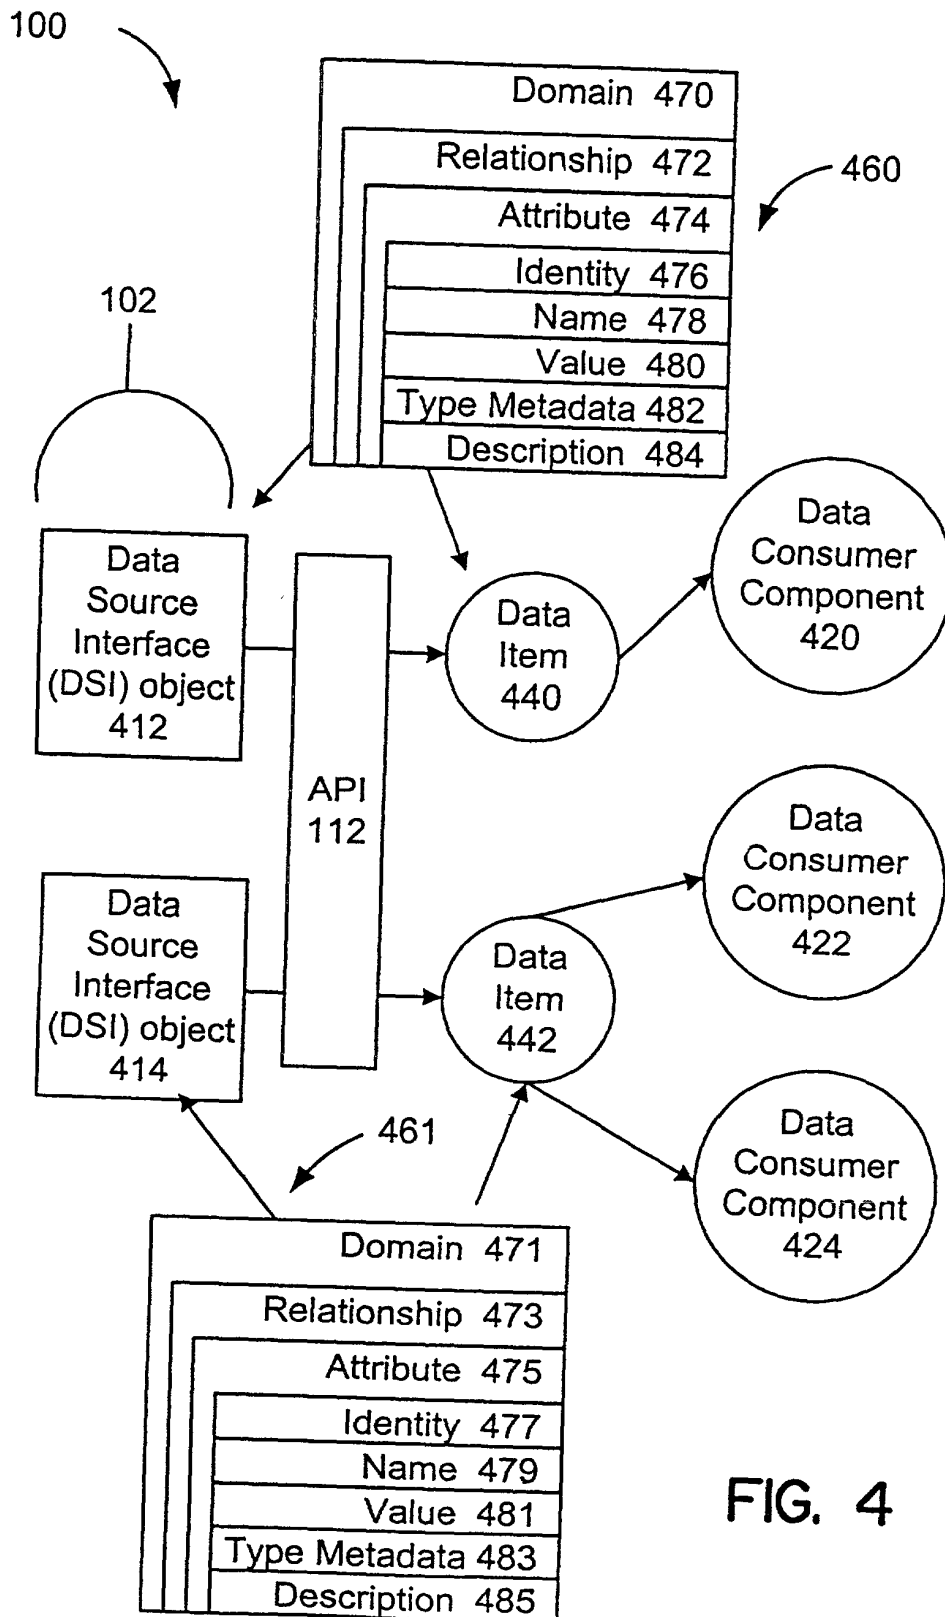 100
Domain 470
Relationship 472
460
Attribute 474
Identity 476
Name 478
Value 480
Type Metadata 482
Description 484
102
Data
Source
Interface
(DSI) object
412
API
112
Data
Item
440
Data
Consumer
Component
420
Data
Source
Interface
(DSI) object
414
Data
Item
442
Data
Consumer
Component
422
Data
Consumer
Component
424
461
Domain 471
Relationship 473
Attribute 475
Identity 477
Name 479
Value 481
Type Metadata 483
Description 485
FIG. 4